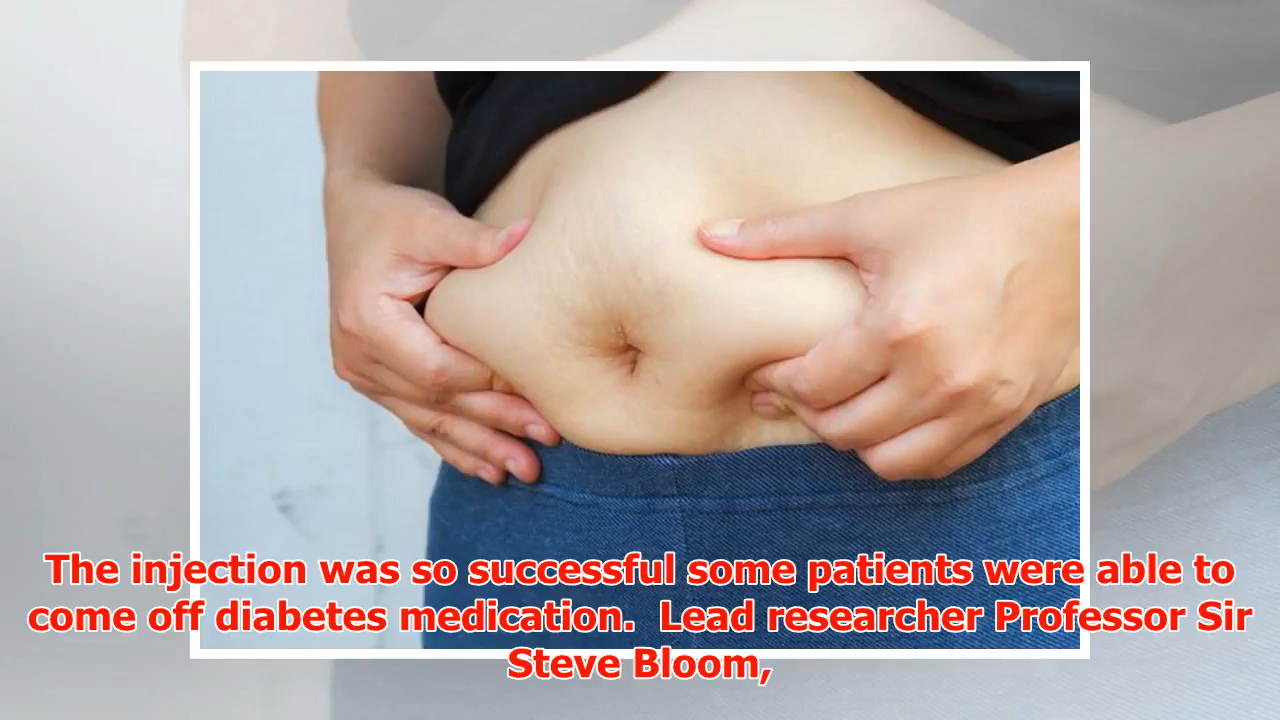 The injection was so successful some patients were able to
come off diabetes medication.  Lead researcher Professor Sir
Steve Bloom,